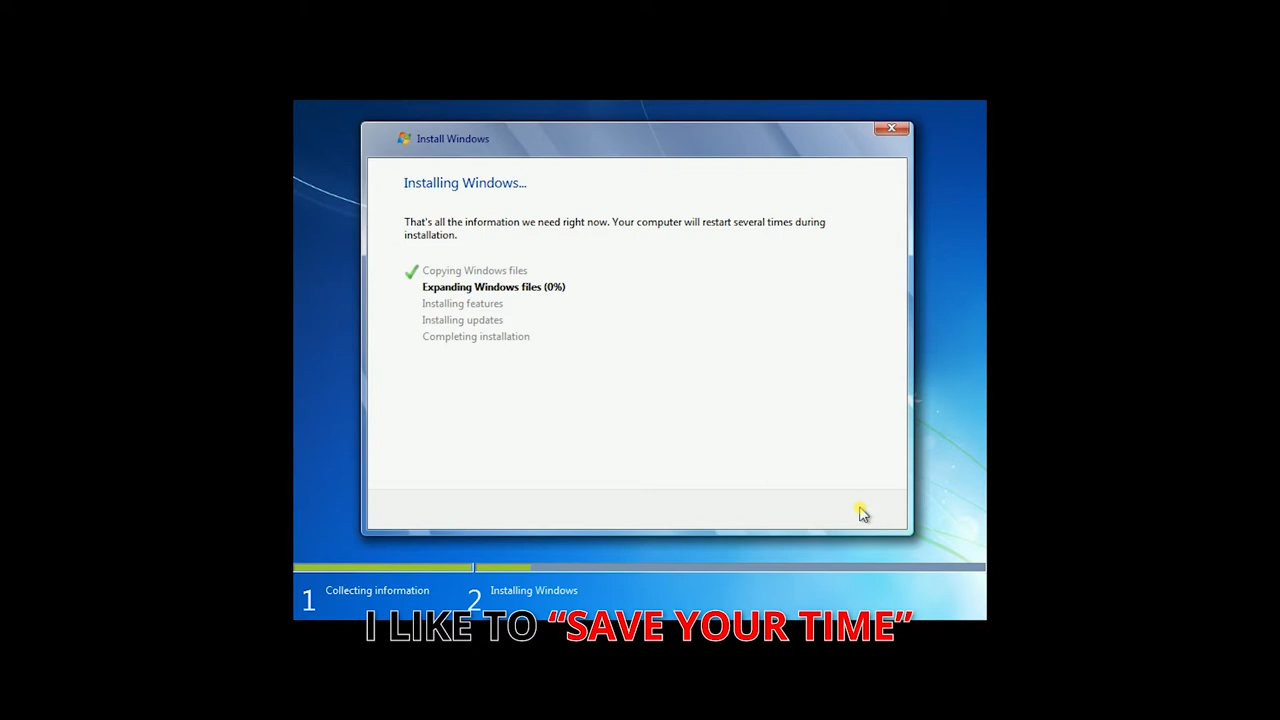 Install Windows
Installing Windows...
That's all the information we need right now. Your computer will restart several times during
installation.
Copying Windows files
Expanding Windows files (0%)
Installing features
Installing updates
Completing installation
1 Collecting information
2 Installing Windows
I LIKE TO “SAVE YOUR TIME”